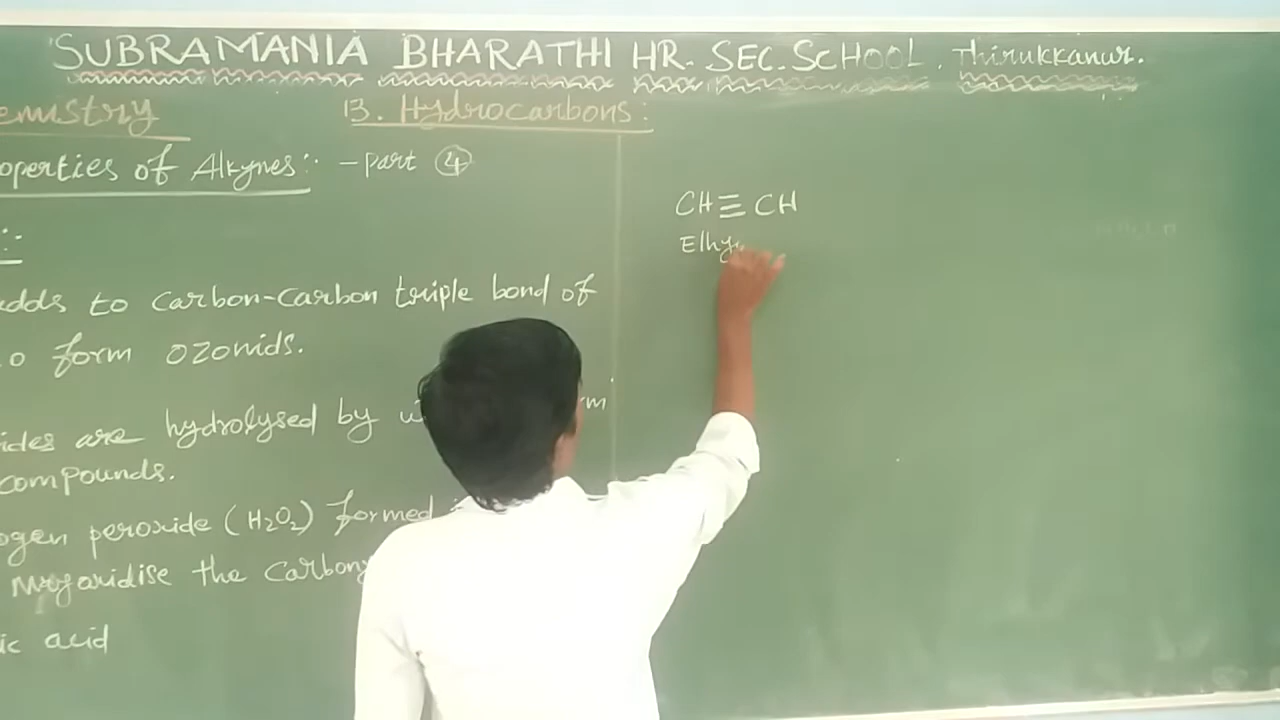 SUBRAMANIA BHARATHI HR. SEC. SCHOOL, Thirukkanur.
emistry
13. Hydrocarbons:
operties of Alkynes:- - part 4
:-
adds to carbon-carbon triple bond of
o form ozonids.
ides are hydrolysed by
m
compounds.
ogen peroxide (H2O2) formed
the carbony
ic acid
CH≡CH
Ethy